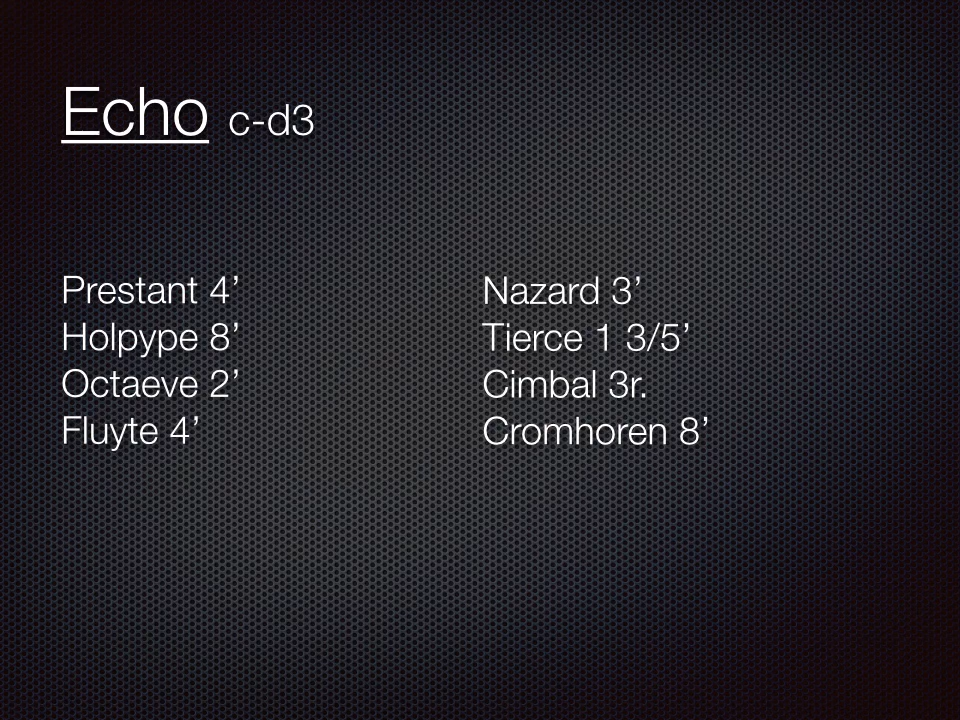 Echo c-d3
Prestant 4’
Holpype 8’
Octaeve 2’
Fluyte 4’
Nazard 3’
Tierce 1 3/5’
Cimbal 3r.
Cromhoren 8’